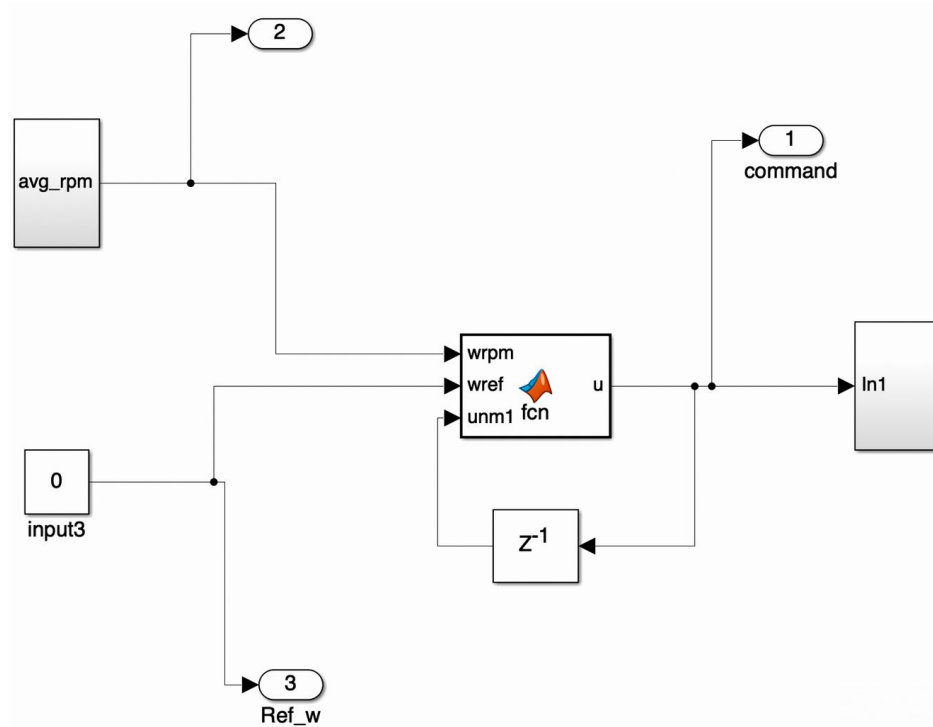 2
avg_rpm
1
command
wrpm
wref
u
unm1
fcn
In1
0
input3
Z⁻¹
3
Ref_w